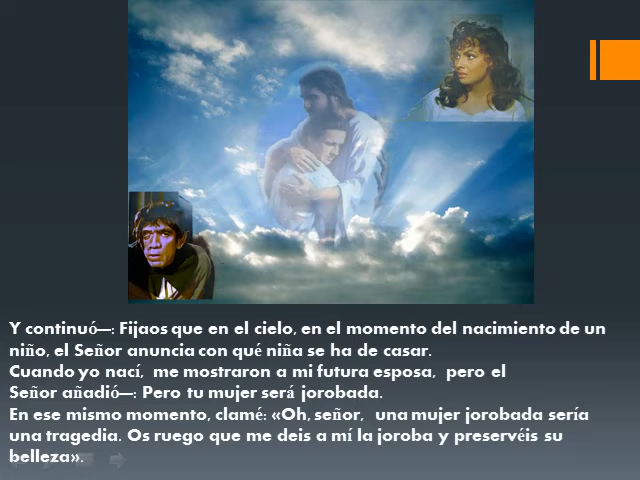 Y continuó—: Fijaos que en el cielo, en el momento del nacimiento de un
niño, el Señor anuncia con qué niña se ha de casar.
Cuando yo nací, me mostraron a mi futura esposa, pero el
Señor añadió—: Pero tu mujer será jorobada.
En ese mismo momento, clamé: «Oh, señor, una mujer jorobada sería
una tragedia. Os ruego que me deis a mí la joroba y preservéis su
belleza».